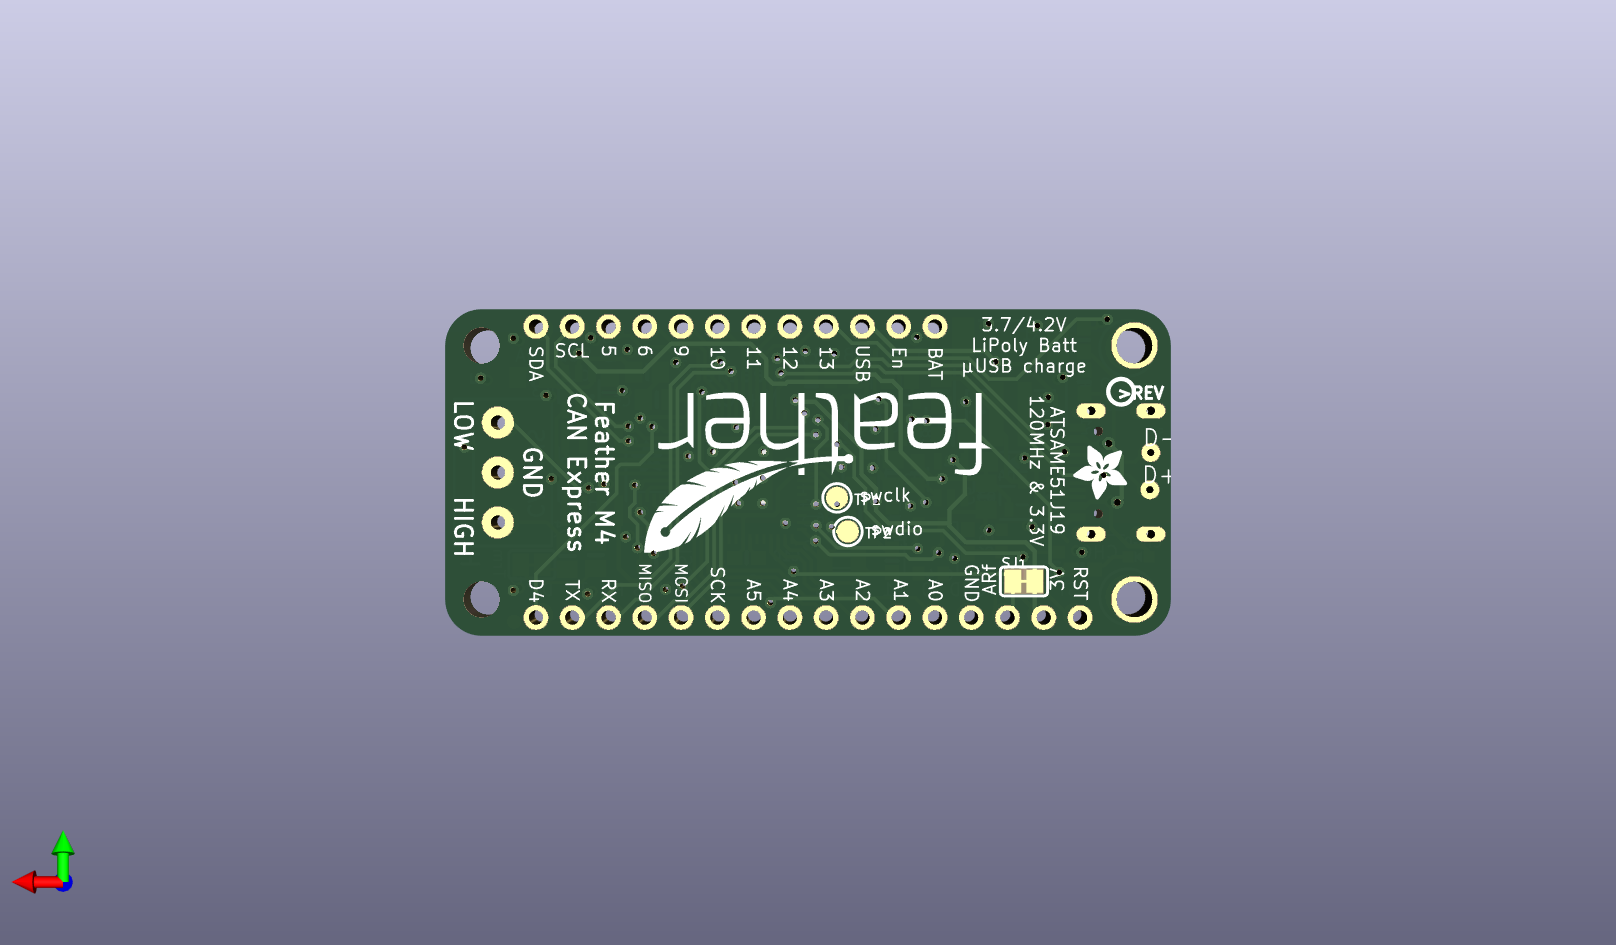 3.7/4.2V
LiPoly Batt
µUSB charge
SDA
SCL
5
6
9
10
11
12
13
USB
En
BAT
>REV
feather
LOW
GND
HIGH
Feather M4
CAN Express
ATSAME51J19
120MHz & 3.3V
D-
D+
swclk
TP1
swdio
TP2
D4
TX
RX
MISO
MOSI
SCK
A5
A4
A3
A2
A1
A0
GND
3V
RST